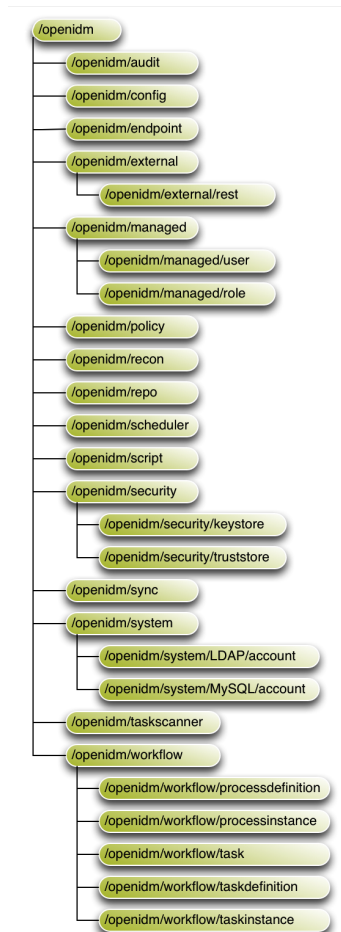 /openidm
/openidm/audit
/openidm/config
/openidm/endpoint
/openidm/external
/openidm/external/rest
/openidm/managed
/openidm/managed/user
/openidm/managed/role
/openidm/policy
/openidm/recon
/openidm/repo
/openidm/scheduler
/openidm/script
/openidm/security
/openidm/security/keystore
/openidm/security/truststore
/openidm/sync
/openidm/system
/openidm/system/LDAP/account
/openidm/system/MySQL/account
/openidm/taskscanner
/openidm/workflow
/openidm/workflow/processdefinition
/openidm/workflow/processinstance
/openidm/workflow/task
/openidm/workflow/taskdefinition
/openidm/workflow/taskinstance